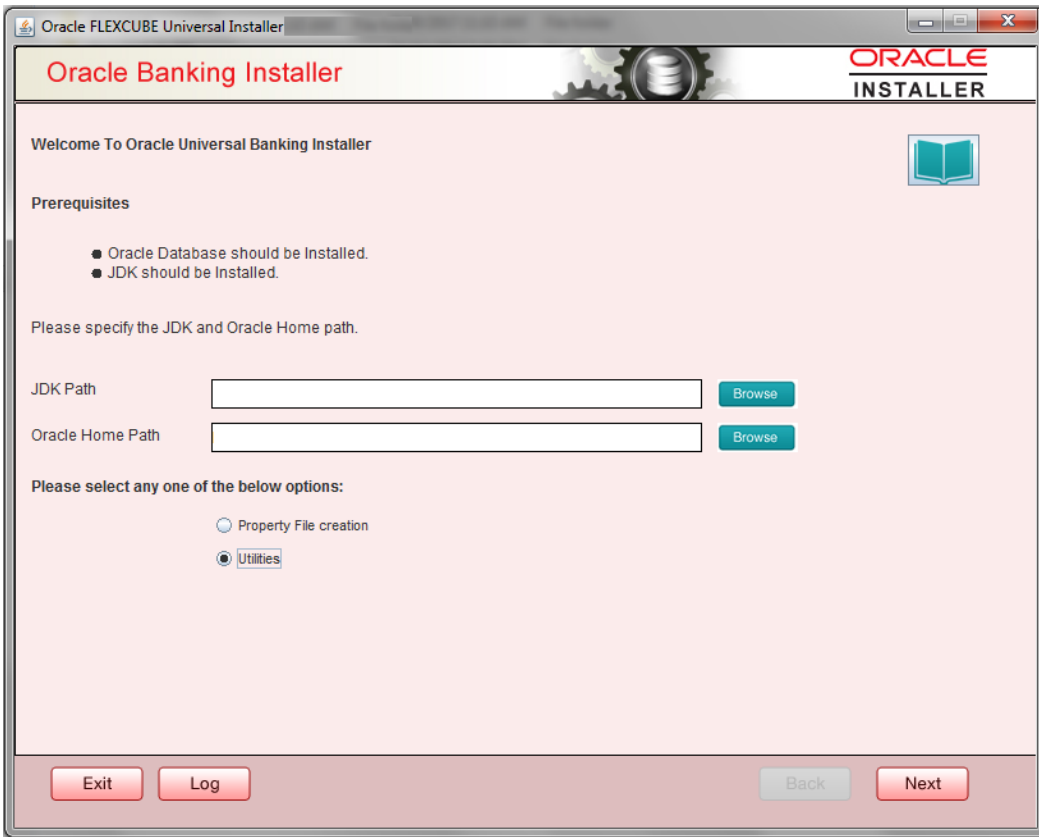 Oracle FLEXCUBE Universal Installer
Oracle Banking Installer
ORACLE
INSTALLER
Welcome To Oracle Universal Banking Installer
Prerequisites
Oracle Database should be Installed.
JDK should be Installed.
Please specify the JDK and Oracle Home path.
JDK Path
Browse
Oracle Home Path
Browse
Please select any one of the below options:
Property File creation
Utilities
Exit
Log
Back
Next